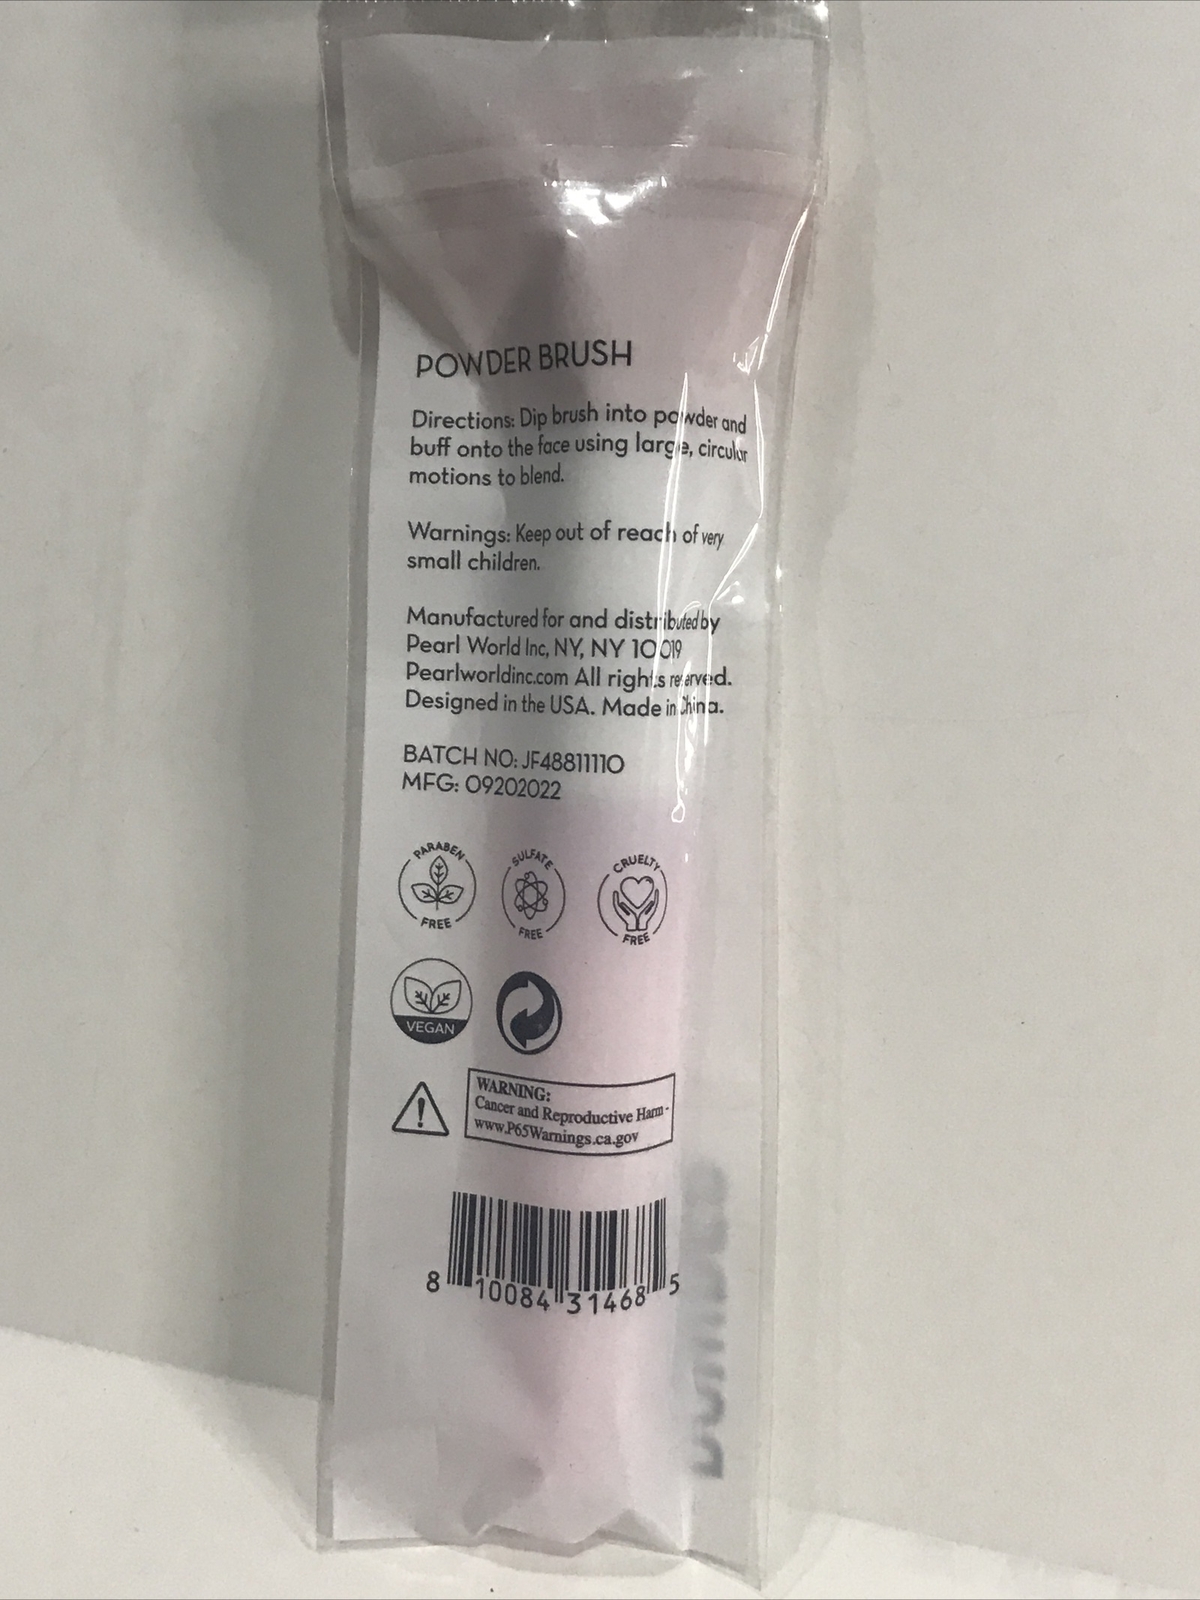 POWDER BRUSH
Directions: Dip brush into powder and
buff onto the face using large, circular
motions to blend.
Warnings: Keep out of reach of very
small children.
Manufactured for and distributed by
Pearl World Inc, NY, NY 10019
Pearlworldinc.com All rights reserved.
Designed in the USA. Made in China.
BATCH NO: JF48811110
MFG: 09202022
PARABEN FREE
SULFATE FREE
CRUELTY FREE
VEGAN
WARNING:
Cancer and Reproductive Harm -
www.P65Warnings.ca.gov
8 10084 31468 5